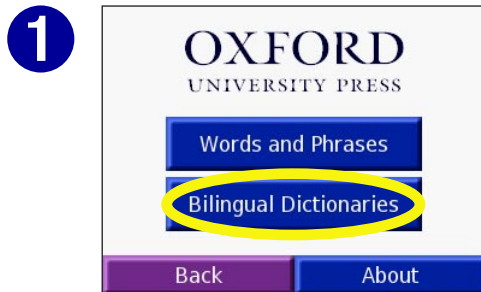 1
OXFORD
UNIVERSITY PRESS
Words and Phrases
Bilingual Dictionaries
Back About